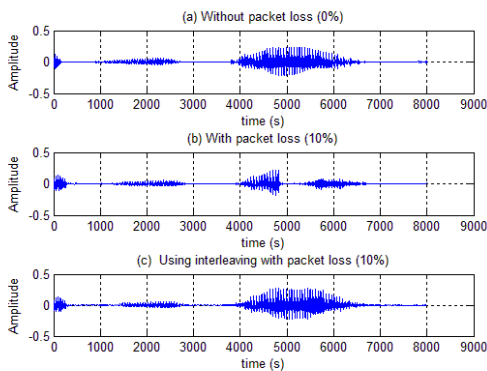 (a) Without packet loss (0%)
0.5
0
-0.5
Amplitude
0 1000 2000 3000 4000 5000 6000 7000 8000 9000
time (s)
(b) With packet loss (10%)
0.5
0
-0.5
Amplitude
0 1000 2000 3000 4000 5000 6000 7000 8000 9000
time (s)
(c) Using interleaving with packet loss (10%)
0.5
0
-0.5
Amplitude
0 1000 2000 3000 4000 5000 6000 7000 8000 9000
time (s)